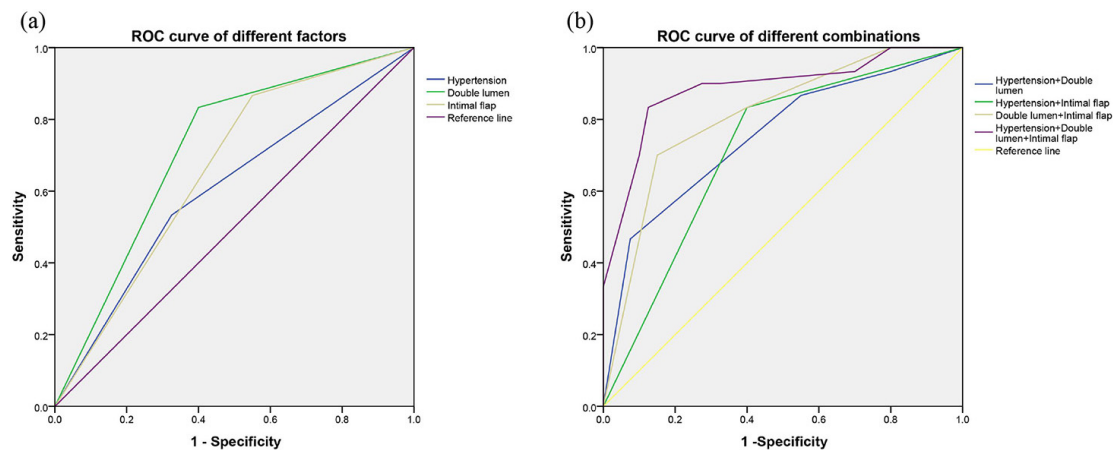 (a)
ROC curve of different factors
1.0
0.8
0.6
0.4
0.2
0.0
0.0 0.2 0.4 0.6 0.8 1.0
Sensitivity
1 - Specificity
Hypertension
Double lumen
Intimal flap
Reference line
(b)
ROC curve of different combinations
1.0
0.8
0.6
0.4
0.2
0.0
0.0 0.2 0.4 0.6 0.8 1.0
Sensitivity
1 -Specificity
Hypertension+Double
lumen
Hypertension+Intimal flap
Double lumen+Intimal flap
Hypertension+Double
lumen+Intimal flap
Reference line